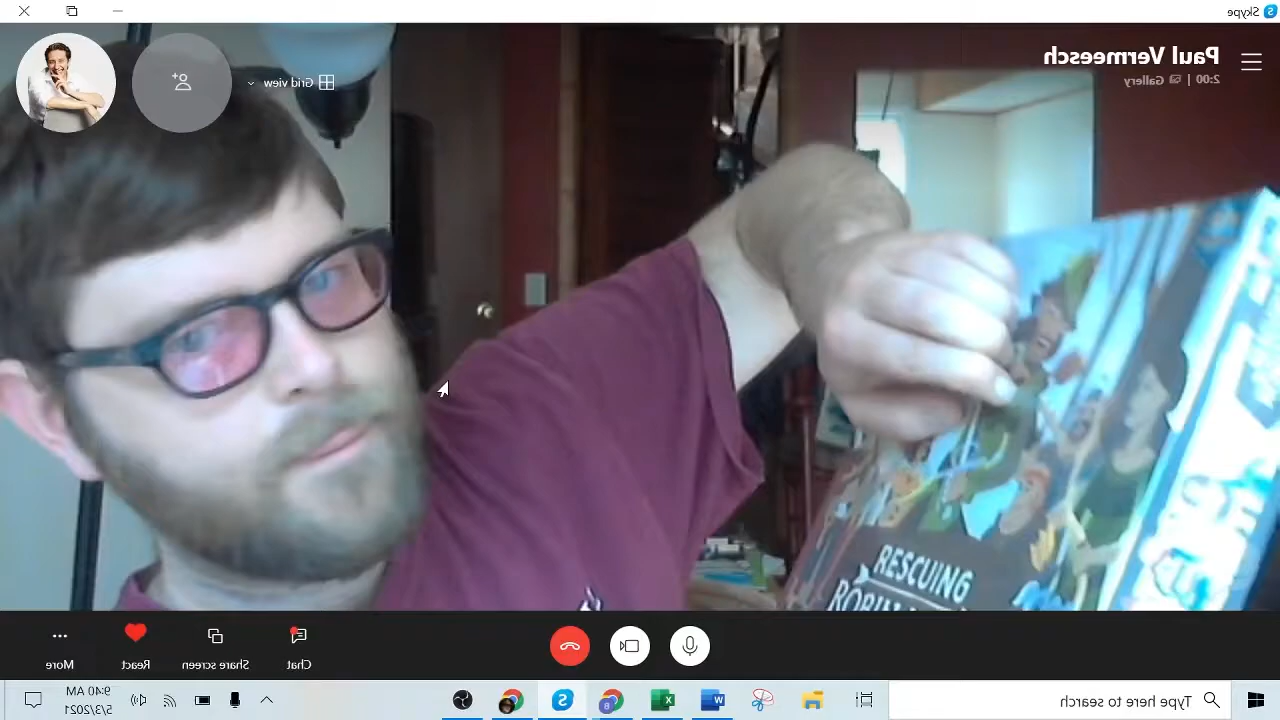 Skype
Paul Vermeesch
2:00 | Gallery
Grid view
RESCUING
ROBIN
Chat
Share screen
React
More
Type here to search
9:40 AM
5/3/2021